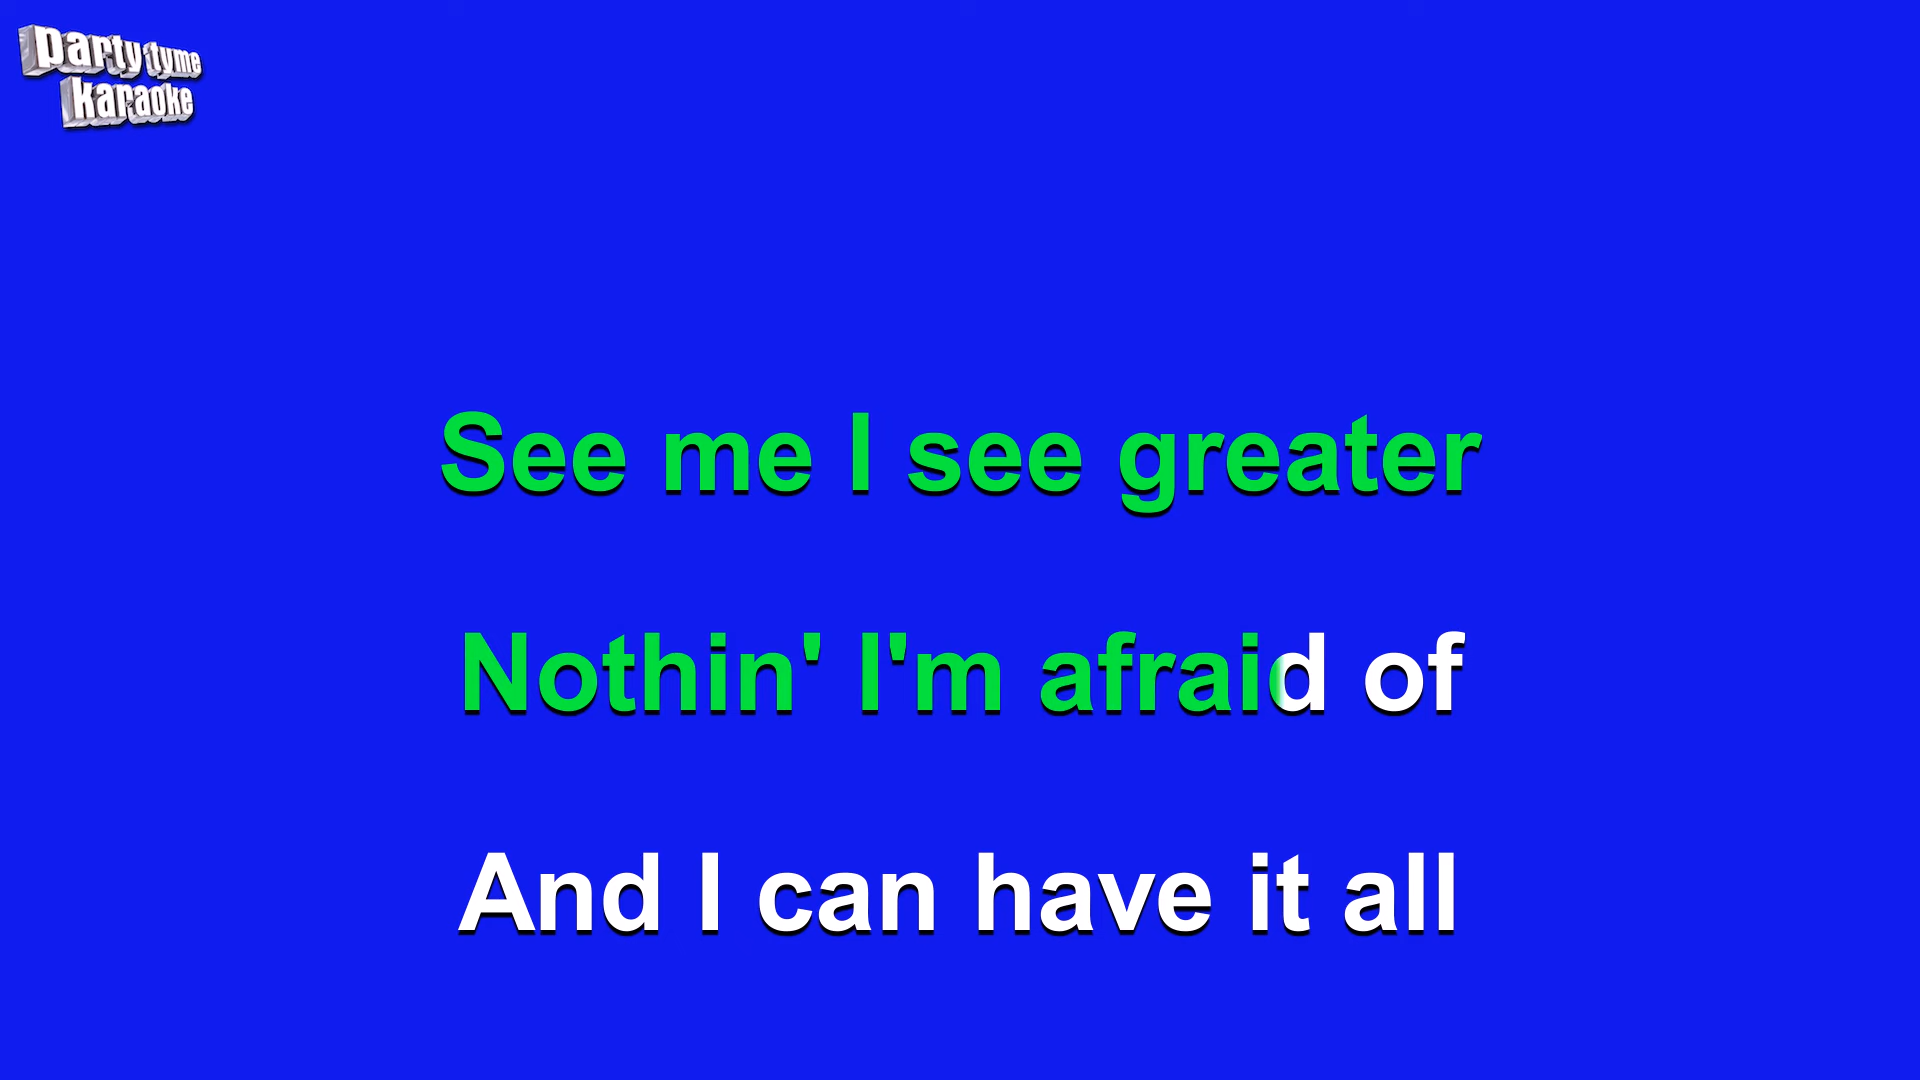 party tyme
karaoke
See me I see greater
Nothin' I'm afraid of
And I can have it all